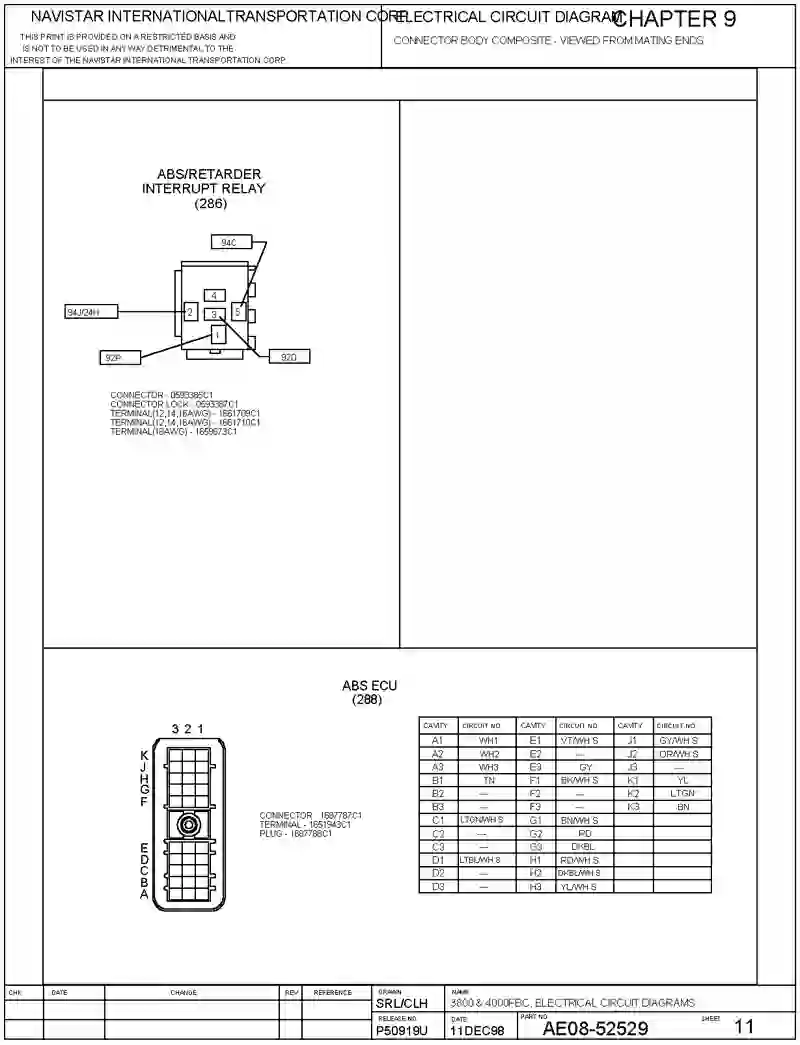 NAVISTAR INTERNATIONAL TRANSPORTATION CORP.
THIS PRINT IS PROVIDED ON A RESTRICTED BASIS AND
IS NOT TO BE USED IN ANY WAY DETRIMENTAL TO THE
INTEREST OF THE NAVISTAR INTERNATIONAL TRANSPORTATION CORP.
ELECTRICAL CIRCUIT DIAGRAM
CHAPTER 9
CONNECTOR BODY COMPOSITE - VIEWED FROM MATING ENDS
ABS/RETARDER
INTERRUPT RELAY
(286)
94C
4
94J/24H
2
3
5
1
92P
92D
CONNECTOR - 0593385C1
CONNECTOR LOCK - 0593387C1
TERMINAL(12,14,16AWG) - 1661709C1
TERMINAL(12,14,16AWG) - 1661710C1
TERMINAL(18AWG) - 1659673C1
ABS ECU
(288)
3 2 1
K
J
H
G
F
E
D
C
B
A
CONNECTOR - 1687787C1
TERMINAL - 1651943C1
PLUG - 1687788C1
CAVITY CIRCUIT NO CAVITY CIRCUIT NO. CAVITY CIRCUIT NO.
A1 WH1 E1 VT/WH S J1 GY/WH S
A2 WH2 E2 — J2 OR/WH S
A3 WH3 E3 GY J3 —
B1 TN F1 BK/WH S K1 YL
B2 — F2 — K2 LTGN
B3 — F3 — K3 BN
C1 LTGN/WH S G1 BN/WH S
C2 — G2 RD
C3 — G3 DKBL
D1 LTBL/WH S H1 RD/WH S
D2 — H2 DKBL/WH S
D3 — H3 YL/WH S
CHK DATE CHANGE REV REFERENCE
DRAWN
SRL/CLH
NAME
3800 & 4000FBC, ELECTRICAL CIRCUIT DIAGRAMS
RELEASE NO.
P50919U
DATE
11DEC98
PART NO.
AE08-52529
SHEET
11